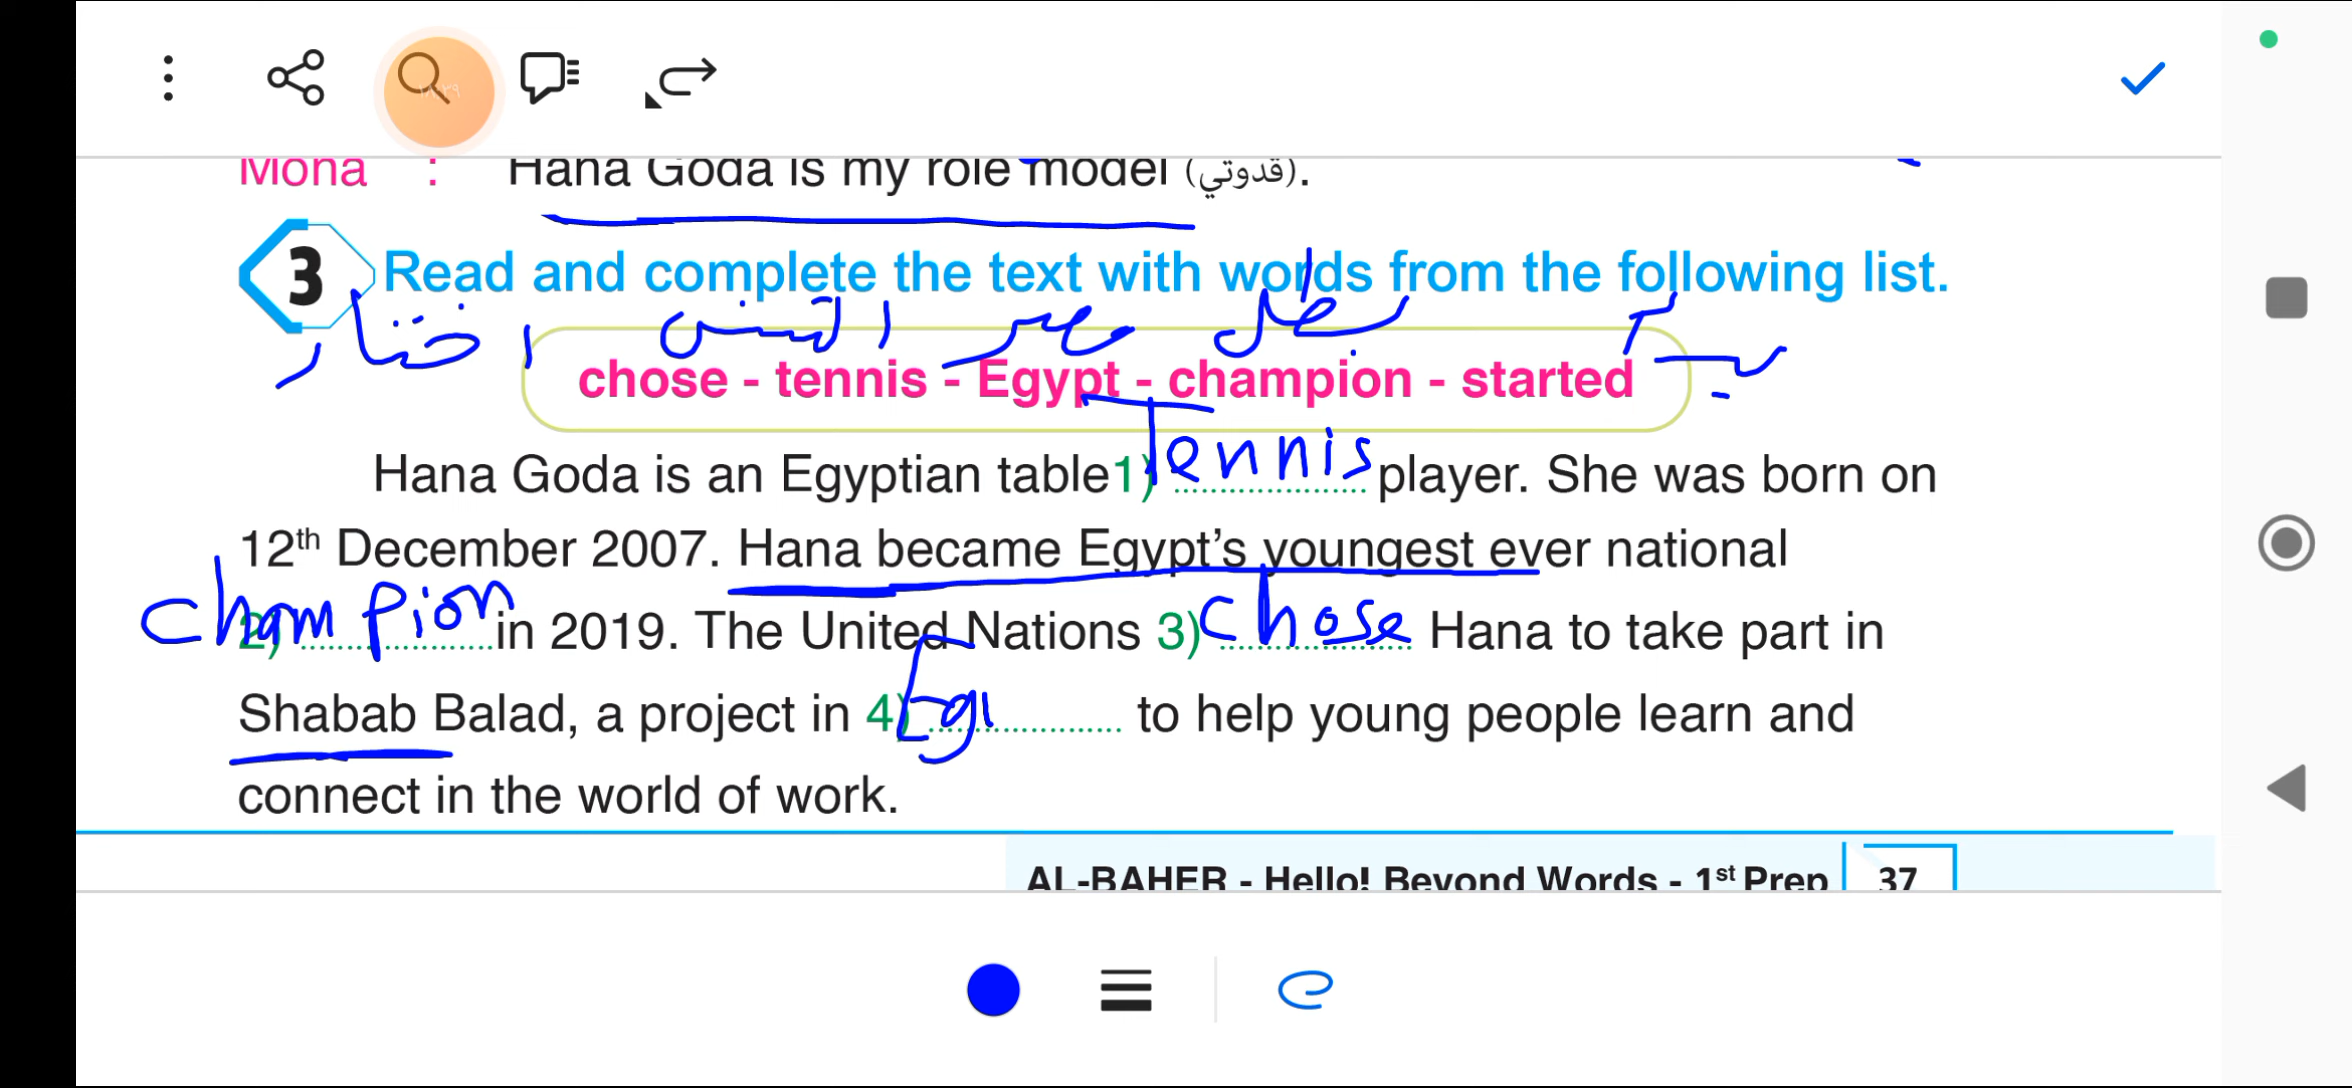 Mona : Hana Goda is my role model (قدوتي).
3 Read and complete the text with words from the following list.
اختار التنس مصر بطل
chose - tennis - Egypt - champion - started
Hana Goda is an Egyptian table 1) Tennis player. She was born on
12th December 2007. Hana became Egypt's youngest ever national
2) Champion in 2019. The United Nations 3) Chose Hana to take part in
Shabab Balad, a project in 4) Eg to help young people learn and
connect in the world of work.
AL-BAHER - Hello! Beyond Words - 1st Prep 37